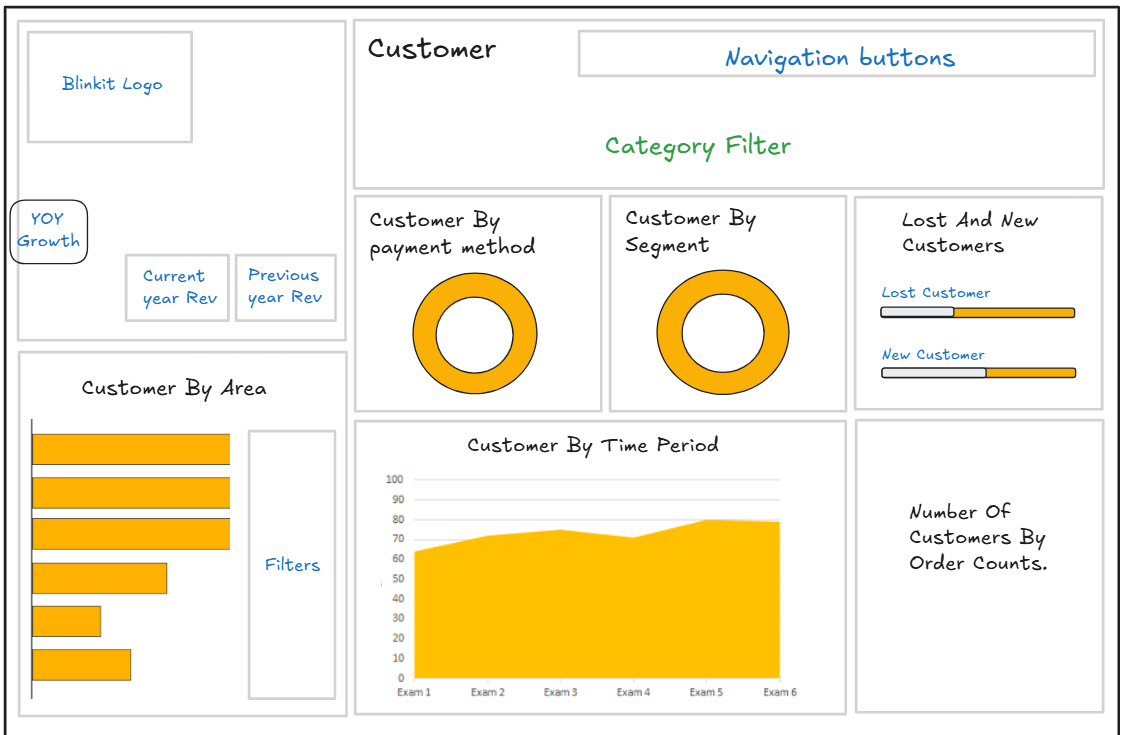 Blinkit Logo
Customer
Navigation buttons
Category Filter
YOY
Growth
Current
year Rev
Previous
year Rev
Customer By
payment method
Customer By
Segment
Lost And New
Customers
Lost Customer
New Customer
Customer By Area
Filters
Customer By Time Period
100
90
80
70
60
50
40
30
20
10
0
Exam 1
Exam 2
Exam 3
Exam 4
Exam 5
Exam 6
Number Of
Customers By
Order Counts.